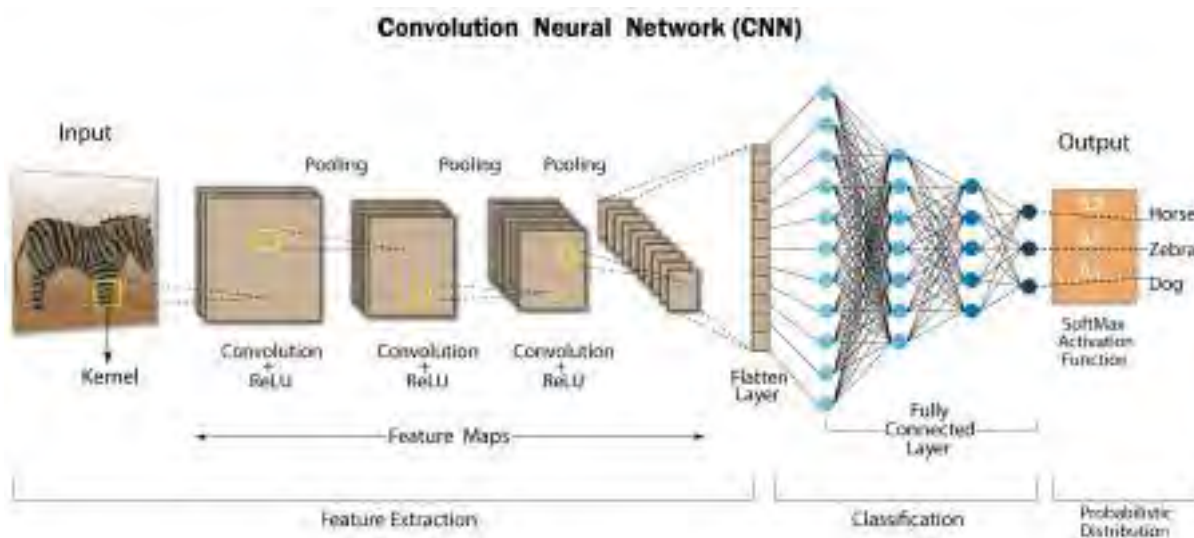 Convolution Neural Network (CNN)
Input
Output
Pooling
Pooling
Pooling
Horse
Zebra
Dog
Kernel
Convolution
+
ReLU
Convolution
+
ReLU
Convolution
+
ReLU
Flatten
Layer
SoftMax
Activation
Function
Feature Maps
Fully
Connected
Layer
Feature Extraction
Classification
Probabilistic
Distribution